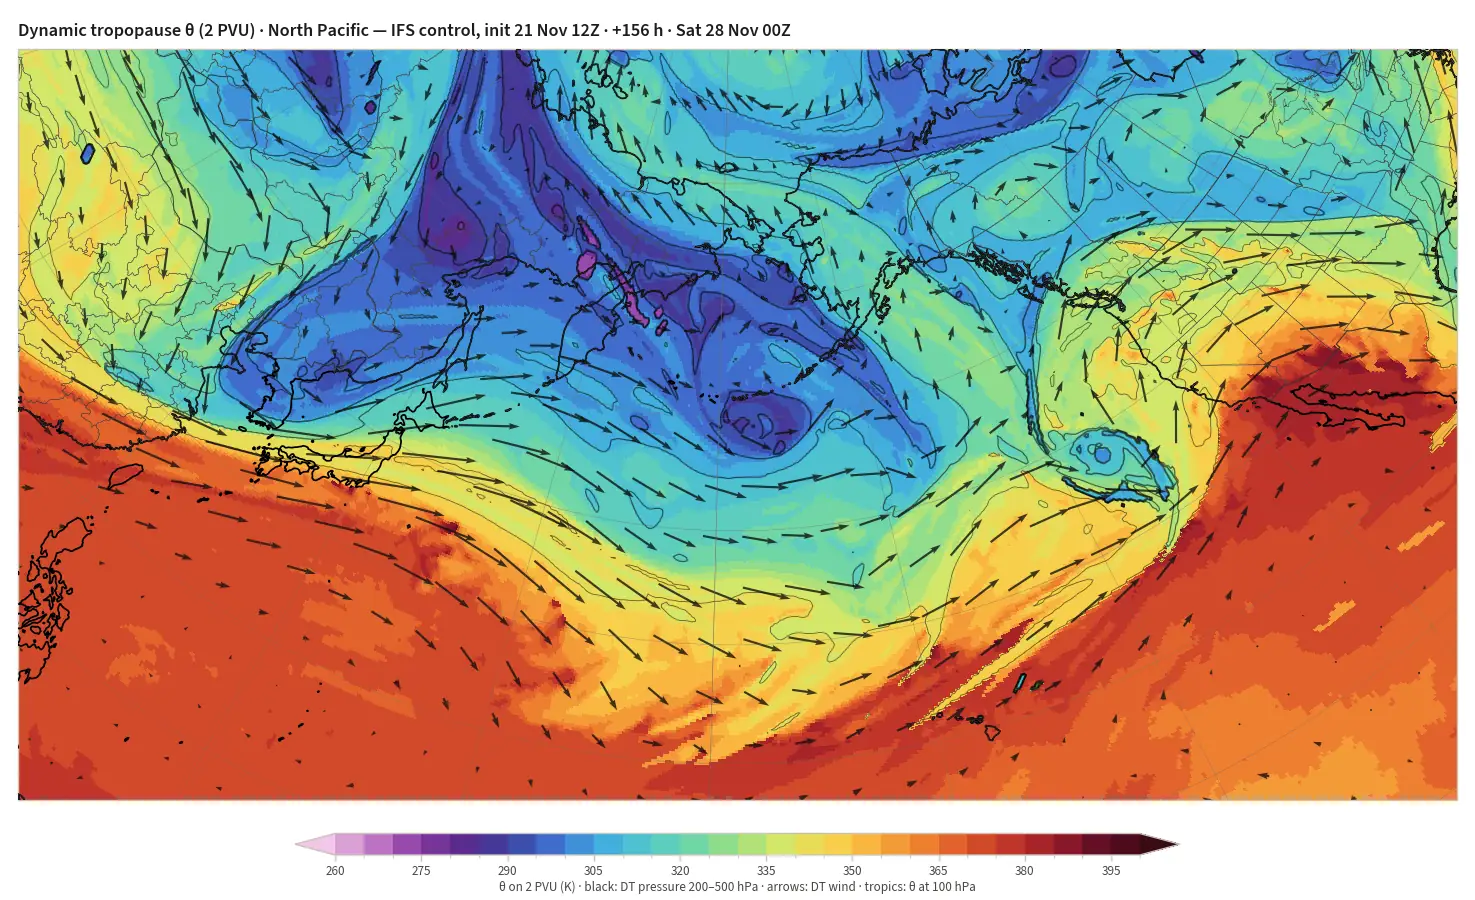 Dynamic tropopause θ (2 PVU) · North Pacific — IFS control, init 21 Nov 12Z · +156 h · Sat 28 Nov 00Z
260 275 290 305 320 335 350 365 380 395
θ on 2 PVU (K) · black: DT pressure 200–500 hPa · arrows: DT wind · tropics: θ at 100 hPa